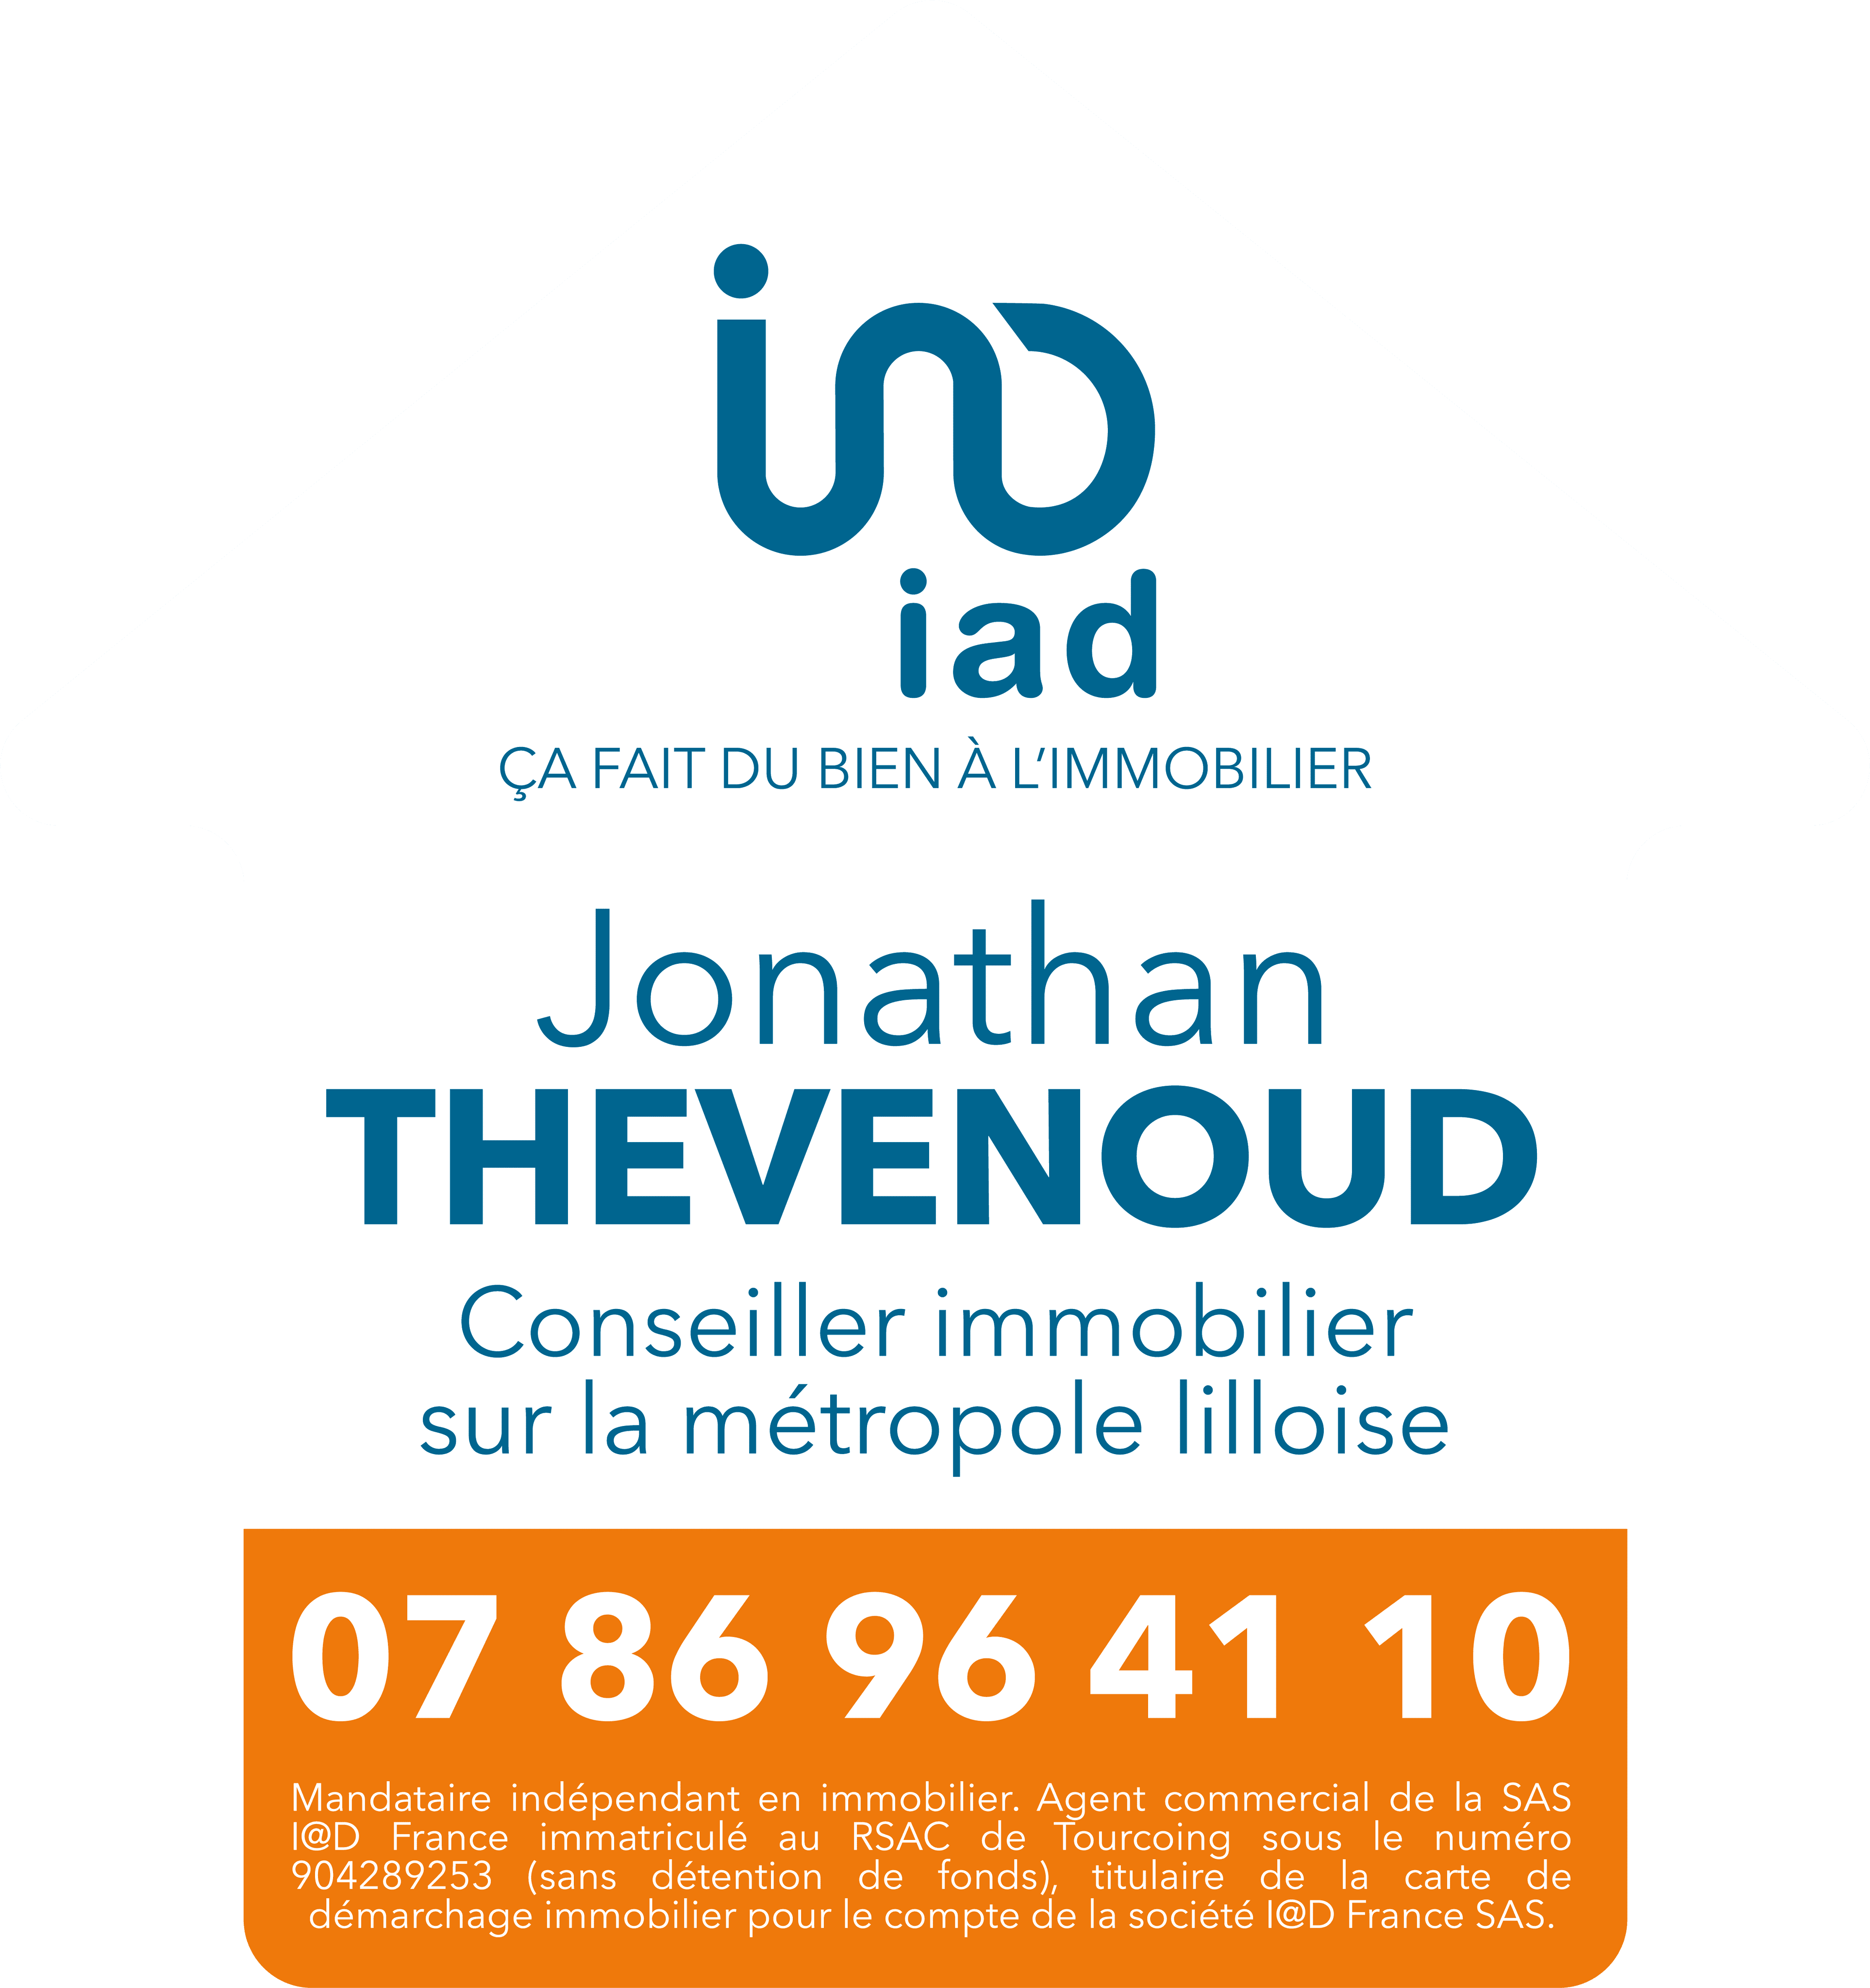 iad
ÇA FAIT DU BIEN À L'IMMOBILIER
Jonathan
THEVENOUD
Conseiller immobilier
sur la métropole lilloise
07 86 96 41 10
Mandataire indépendant en immobilier. Agent commercial de la SAS
I@D France immatriculé au RSAC de Tourcoing sous le numéro
904289253 (sans détention de fonds), titulaire de la carte de
démarchage immobilier pour le compte de la société I@D France SAS.